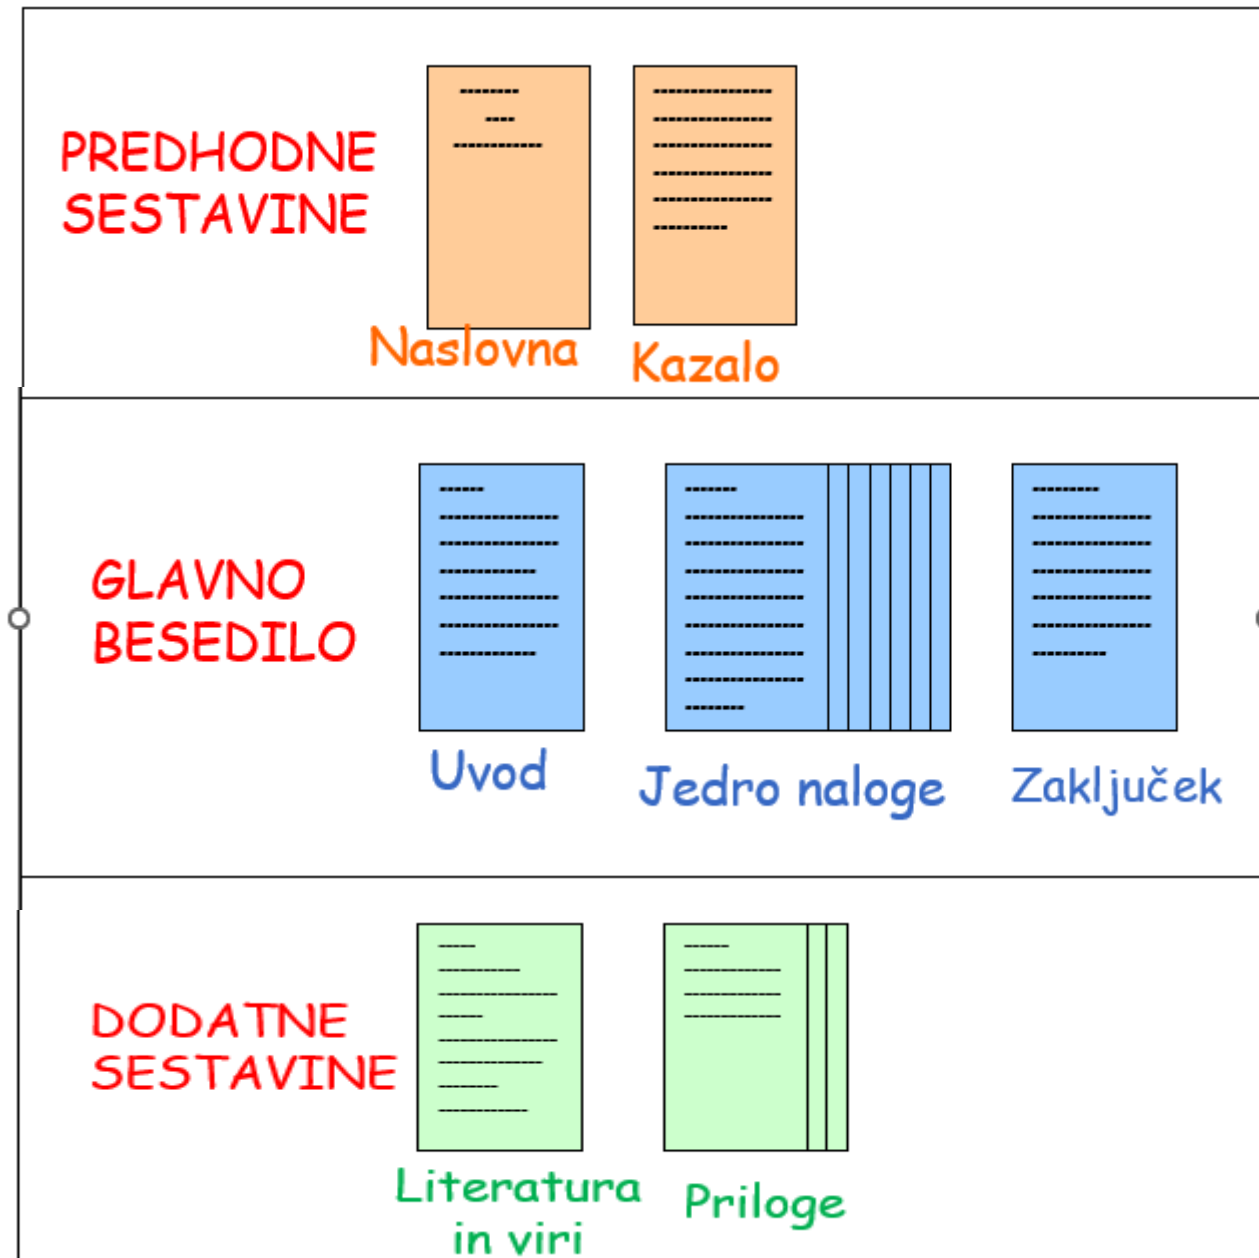 PREDHODNE
SESTAVINE
Naslovna
Kazalo
GLAVNO
BESEDILO
Uvod
Jedro naloge
Zaključek
DODATNE
SESTAVINE
Literatura
in viri
Priloge